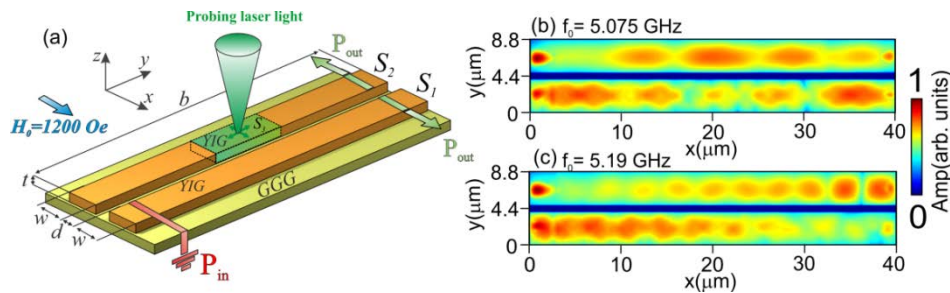 (a)
Probing laser light
P_out
S_2
S_1
z
y
x
b
H_0=1200 Oe
YIG
S
YIG
GGG
P_out
t
w
d
w
P_in
(b) f_0= 5.075 GHz
y(μm)
8.8
4.4
0
0 10 20 30 40
x(μm)
(c) f_0= 5.19 GHz
y(μm)
8.8
4.4
0
0 10 20 30 40
x(μm)
1
Amp(arb. units)
0